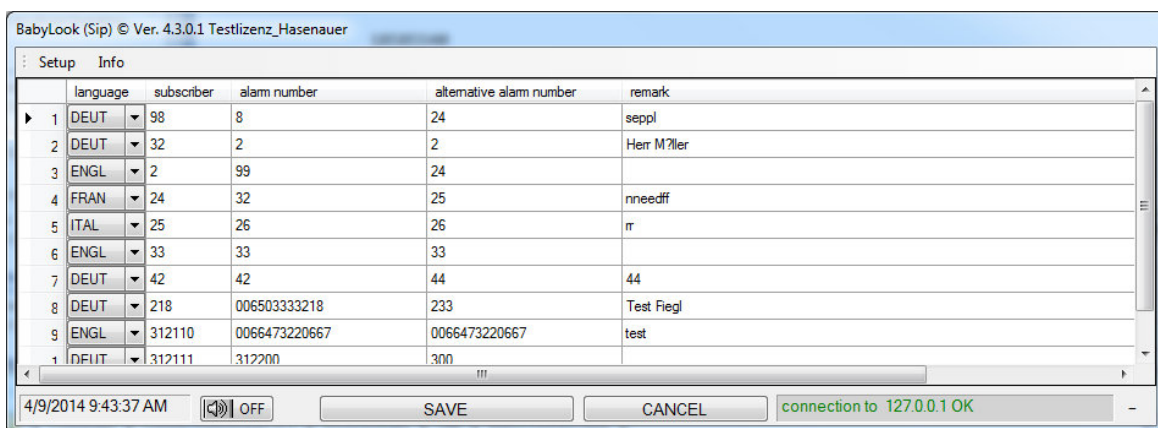 BabyLook (Sip) © Ver. 4.3.0.1 Testlizenz_Hasenauer
Setup Info
language subscriber alarm number alternative alarm number remark
1 DEUT 98 8 24 seppl
2 DEUT 32 2 2 Herr M?ller
3 ENGL 2 99 24
4 FRAN 24 32 25 nneedff
5 ITAL 25 26 26 rr
6 ENGL 33 33 33
7 DEUT 42 42 44 44
8 DEUT 218 006503333218 233 Test Fiegl
9 ENGL 312110 0066473220667 0066473220667 test
1 DEUT 312111 312200 300
4/9/2014 9:43:37 AM OFF SAVE CANCEL connection to 127.0.0.1 OK